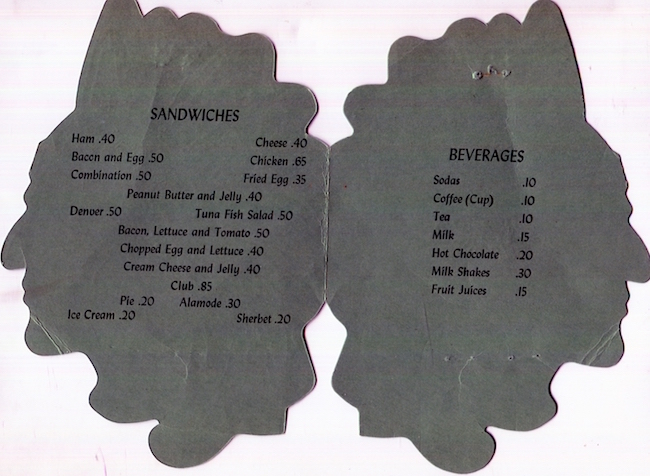 SANDWICHES
Ham .40 Cheese .40
Bacon and Egg .50 Chicken .65
Combination .50 Fried Egg .35
Peanut Butter and Jelly .40
Denver .50 Tuna Fish Salad .50
Bacon, Lettuce and Tomato .50
Chopped Egg and Lettuce .40
Cream Cheese and Jelly .40
Club .85
Pie .20 Alamode .30
Ice Cream .20 Sherbet .20
BEVERAGES
Sodas .10
Coffee (Cup) .10
Tea .10
Milk .15
Hot Chocolate .20
Milk Shakes .30
Fruit Juices .15